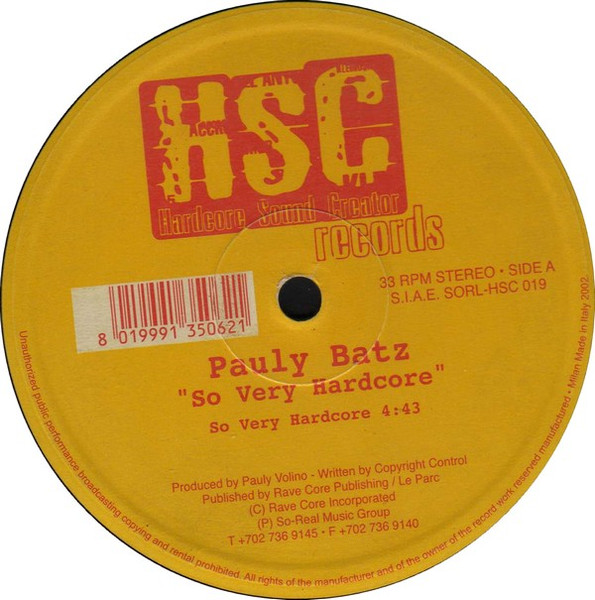 HSC
Hardcore Sound Creator
records
33 RPM STEREO • SIDE A
S.I.A.E. SORL-HSC 019
8 019991 350621
Pauly Batz
"So Very Hardcore"
So Very Hardcore 4:43
Produced by Pauly Volino - Written by Copyright Control
Published by Rave Core Publishing / Le Parc
(C) Rave Core Incorporated
(P) So-Real Music Group
T +702 736 9145 • F +702 736 9140
Unauthorized public performance broadcasting copying and rental prohibited. All rights of the manufacturer and of the owner of the record work reserved manufactured • Milan Made in Italy 2002